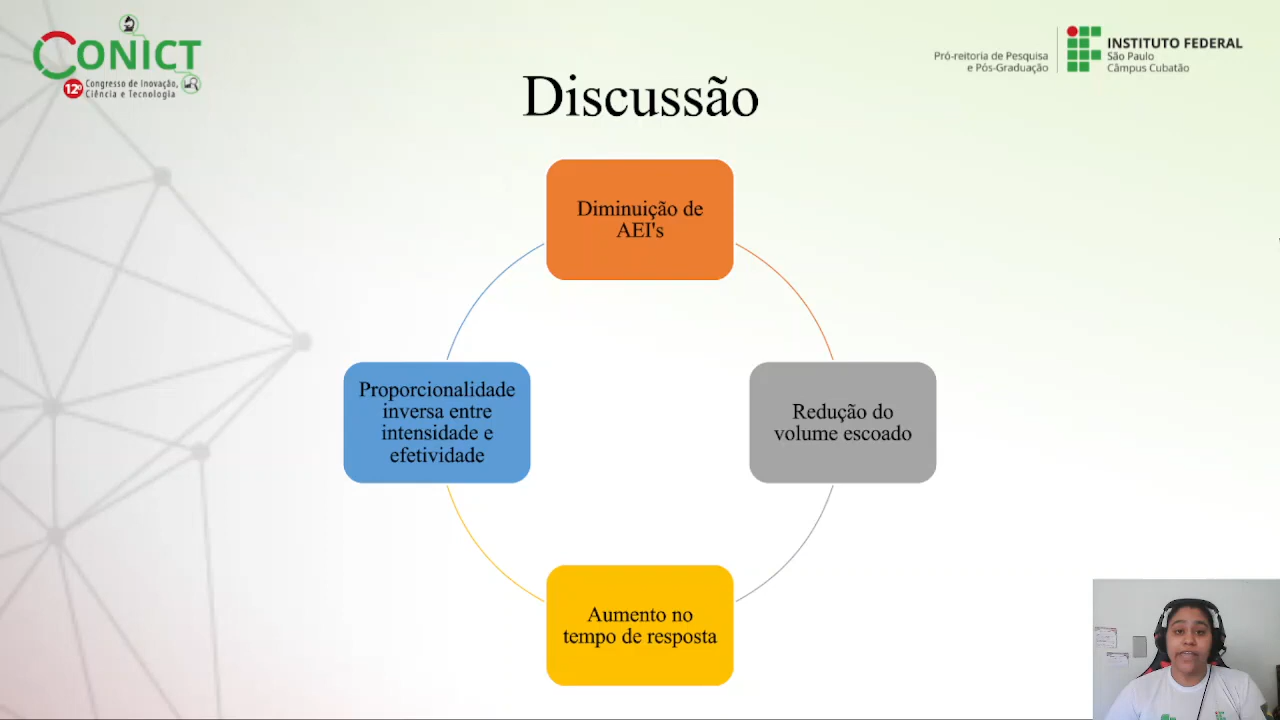 CONICT
12º
Congresso de Inovação,
Ciência e Tecnologia
Pró-reitoria de Pesquisa
e Pós-Graduação
INSTITUTO FEDERAL
São Paulo
Câmpus Cubatão
Discussão
Diminuição de
AEI's
Proporcionalidade
inversa entre
intensidade e
efetividade
Redução do
volume escoado
Aumento no
tempo de resposta